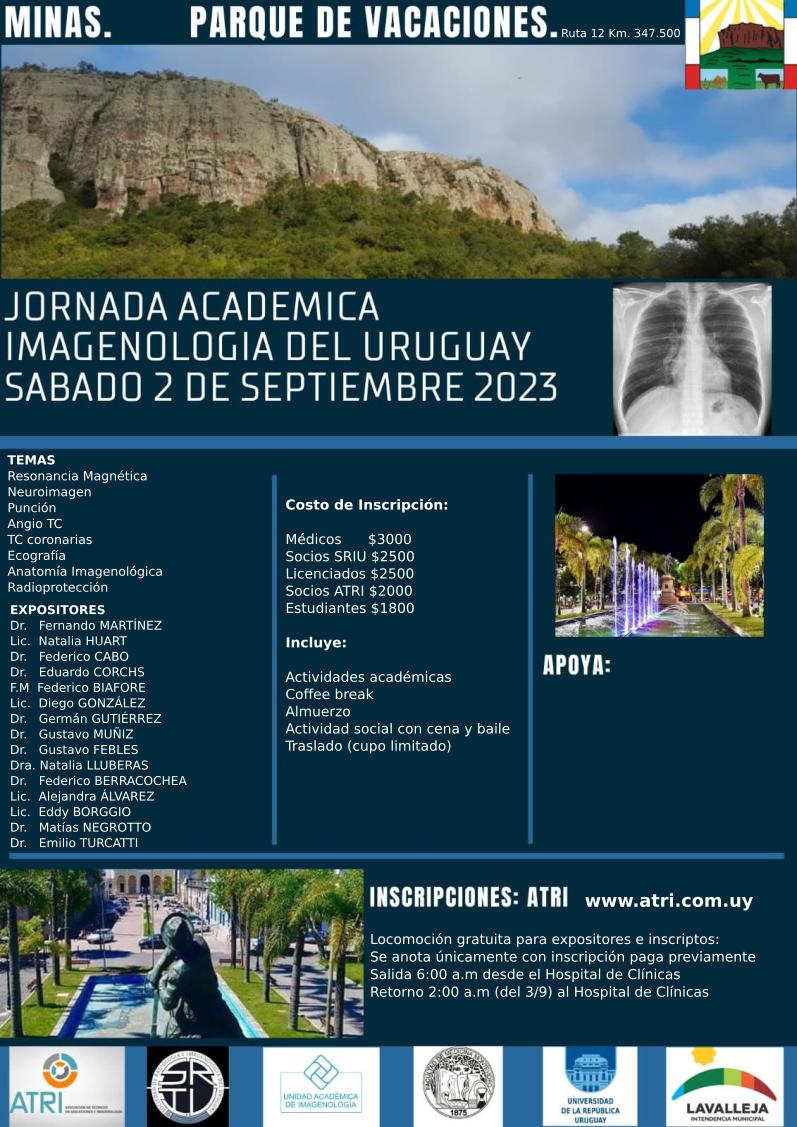 MINAS. PARQUE DE VACACIONES. Ruta 12 Km. 347.500
JORNADA ACADEMICA
IMAGENOLOGIA DEL URUGUAY
SABADO 2 DE SEPTIEMBRE 2023
TEMAS
Resonancia Magnética
Neuroimagen
Punción
Angio TC
TC coronarias
Ecografía
Anatomía Imagenológica
Radioprotección
EXPOSITORES
Dr. Fernando MARTÍNEZ
Lic. Natalia HUART
Dr. Federico CABO
Dr. Eduardo CORCHS
F.M Federico BIAFORE
Lic. Diego GONZÁLEZ
Dr. Germán GUTIÉRREZ
Dr. Gustavo MUÑIZ
Dr. Gustavo FEBLES
Dra. Natalia LLUBERAS
Dr. Federico BERRACOCHEA
Lic. Alejandra ÁLVAREZ
Lic. Eddy BORGGIO
Dr. Matías NEGROTTO
Dr. Emilio TURCATTI
Costo de Inscripción:
Médicos $3000
Socios SRIU $2500
Licenciados $2500
Socios ATRI $2000
Estudiantes $1800
Incluye:
Actividades académicas
Coffee break
Almuerzo
Actividad social con cena y baile
Traslado (cupo limitado)
APOYA:
INSCRIPCIONES: ATRI www.atri.com.uy
Locomoción gratuita para expositores e inscriptos:
Se anota únicamente con inscripción paga previamente
Salida 6:00 a.m desde el Hospital de Clínicas
Retorno 2:00 a.m (del 3/9) al Hospital de Clínicas
ATRI
UNIDAD ACADÉMICA
DE IMAGENOLOGÍA
1875
UNIVERSIDAD
DE LA REPÚBLICA
URUGUAY
LAVALLEJA
INTENDENCIA MUNICIPAL